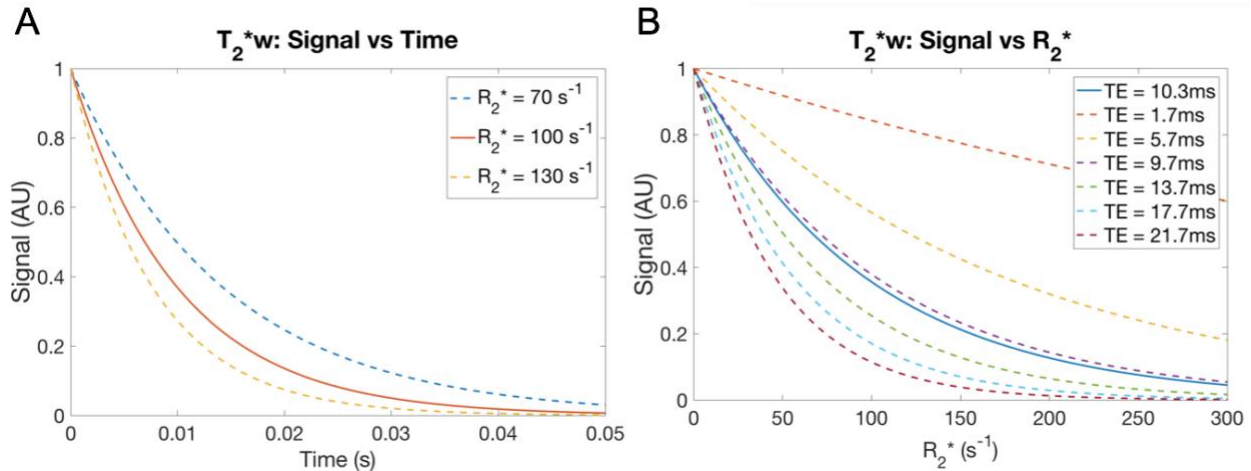 A
T2*w: Signal vs Time
Signal (AU)
1
0.8
0.6
0.4
0.2
0
0
0.01
0.02
0.03
0.04
0.05
Time (s)
R2* = 70 s-1
R2* = 100 s-1
R2* = 130 s-1
B
T2*w: Signal vs R2*
Signal (AU)
1
0.8
0.6
0.4
0.2
0
0
50
100
150
200
250
300
R2* (s-1)
TE = 10.3ms
TE = 1.7ms
TE = 5.7ms
TE = 9.7ms
TE = 13.7ms
TE = 17.7ms
TE = 21.7ms